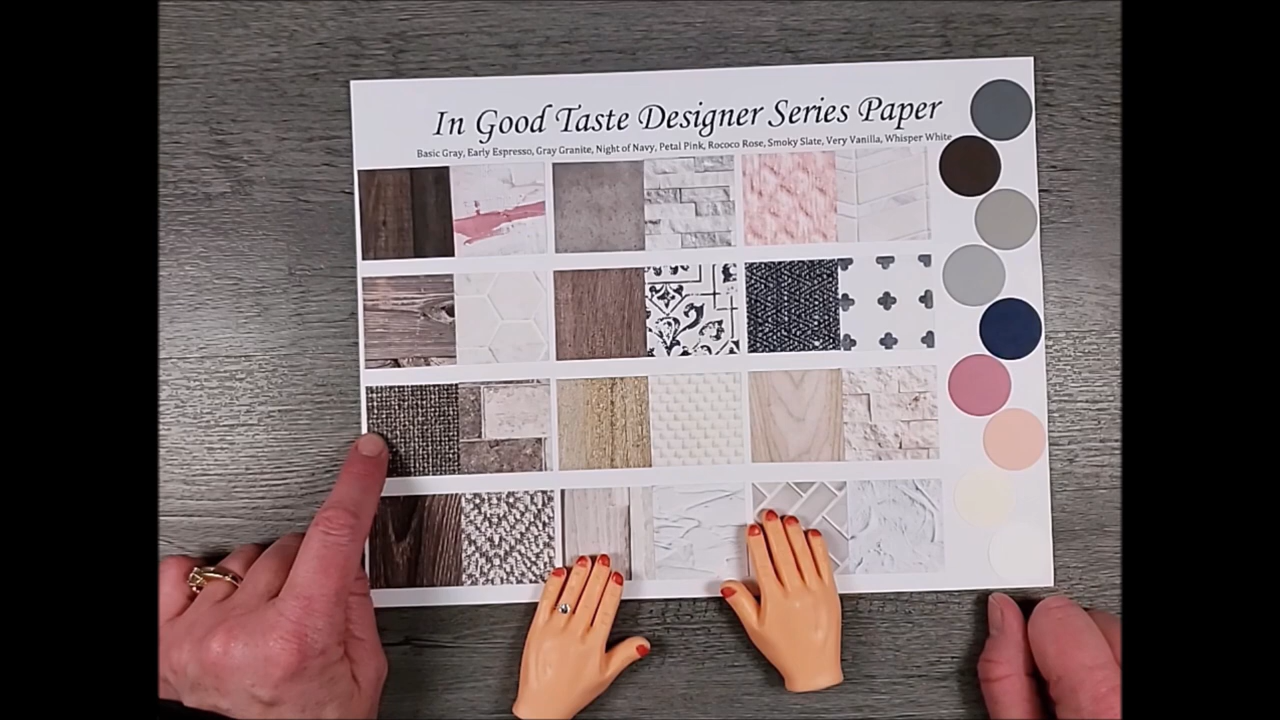 In Good Taste Designer Series Paper
Basic Gray, Early Espresso, Gray Granite, Night of Navy, Petal Pink, Rococo Rose, Smoky Slate, Very Vanilla, Whisper White